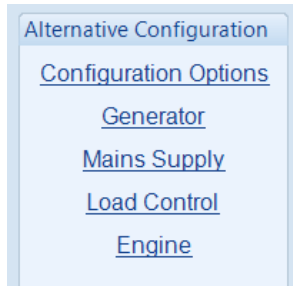 Alternative Configuration
Configuration Options
Generator
Mains Supply
Load Control
Engine